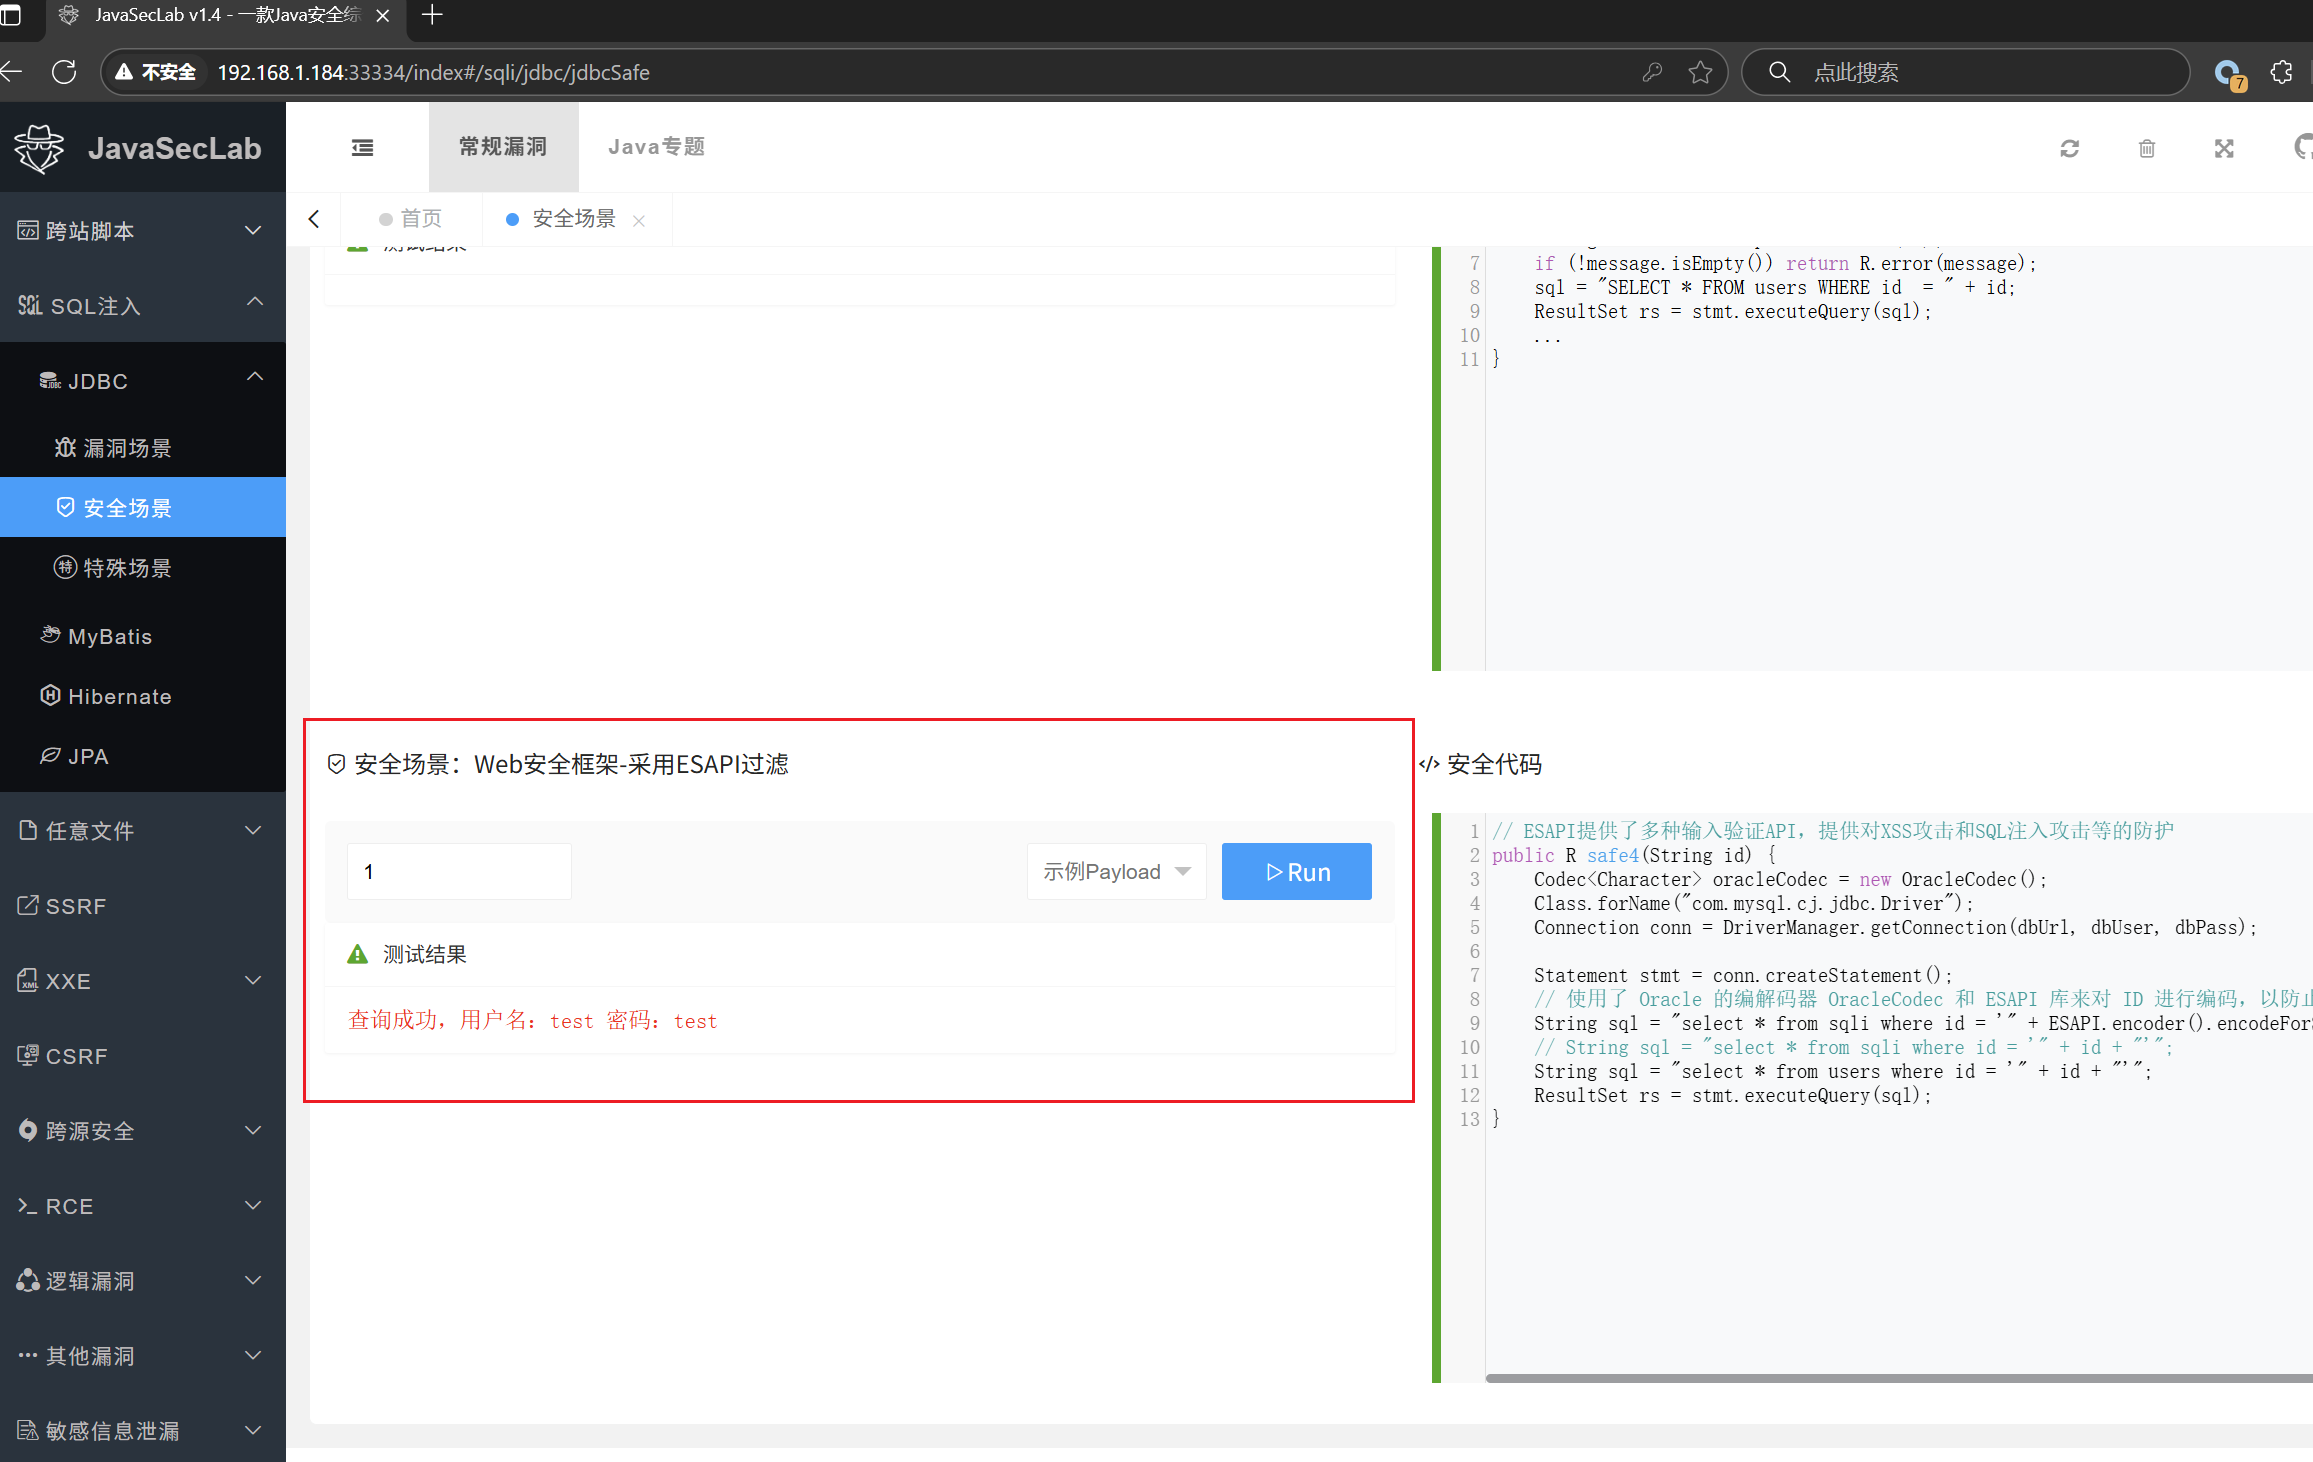 JavaSecLab v1.4 - 一款Java安全综
不安全 192.168.1.184:33334/index#/sqli/jdbc/jdbcSafe
点此搜索
7
JavaSecLab
常规漏洞
Java专题
首页
安全场景
跨站脚本
SQL注入
JDBC
漏洞场景
安全场景
特殊场景
MyBatis
Hibernate
JPA
任意文件
SSRF
XXE
CSRF
跨源安全
RCE
逻辑漏洞
其他漏洞
敏感信息泄漏
测试结果
7 if (!message.isEmpty()) return R.error(message);
8 sql = "SELECT * FROM users WHERE id  = " + id;
9 ResultSet rs = stmt.executeQuery(sql);
10 ...
11 }
安全场景：Web安全框架-采用ESAPI过滤
1
示例Payload
Run
测试结果
查询成功，用户名：test 密码：test
安全代码
1 // ESAPI提供了多种输入验证API，提供对XSS攻击和SQL注入攻击等的防护
2 public R safe4(String id) {
3 Codec<Character> oracleCodec = new OracleCodec();
4 Class.forName("com.mysql.cj.jdbc.Driver");
5 Connection conn = DriverManager.getConnection(dbUrl, dbUser, dbPass);
6
7 Statement stmt = conn.createStatement();
8 // 使用了 Oracle 的编解码器 OracleCodec 和 ESAPI 库来对 ID 进行编码，以防止
9 String sql = "select * from sqli where id = '" + ESAPI.encoder().encodeFor
10 // String sql = "select * from sqli where id = '" + id + "'";
11 String sql = "select * from users where id = '" + id + "'";
12 ResultSet rs = stmt.executeQuery(sql);
13 }